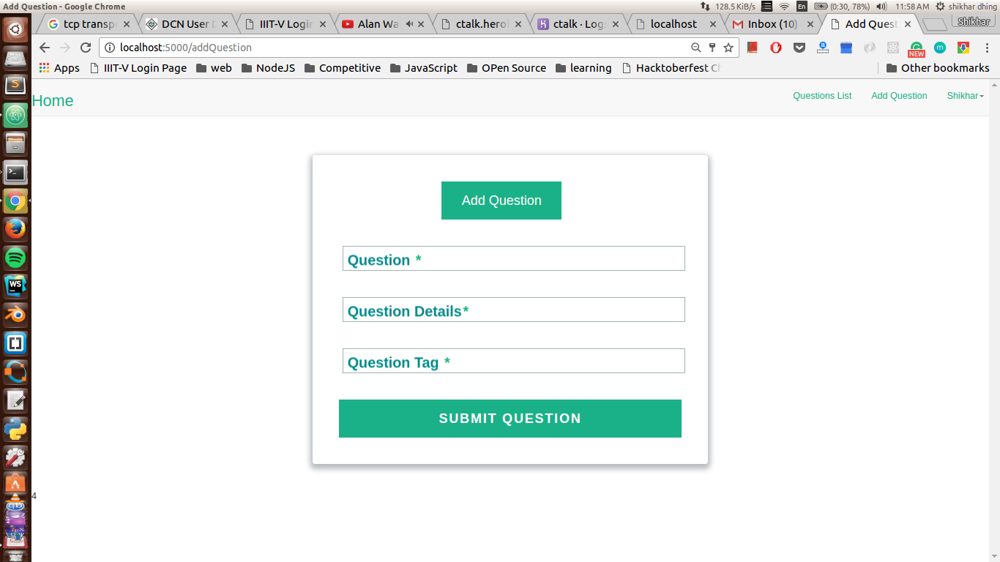 Add Question - Google Chrome
128.5 KiB/s En (0:30, 78%) 11:58 AM shikhar dhing
tcp transp DCN User IIIT-V Login Alan Wa ctalk.hero ctalk · Log localhost Inbox (10) Add Quest Shikhar
localhost:5000/addQuestion NEW
Apps IIIT-V Login Page web NodeJS Competitive JavaScript OPen Source learning Hacktoberfest Other bookmarks
Home Questions List Add Question Shikhar
Add Question
Question *
Question Details*
Question Tag *
SUBMIT QUESTION
4